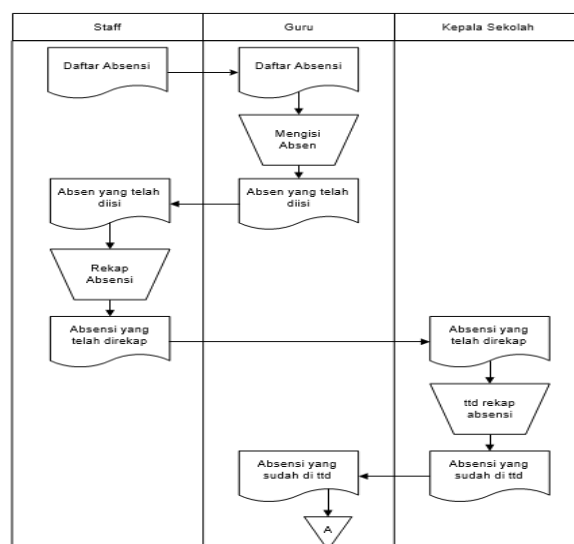 Staff
Guru
Kepala Sekolah
Daftar Absensi
Daftar Absensi
Mengisi
Absen
Absen yang telah
diisi
Absen yang telah
diisi
Rekap
Absensi
Absensi yang
telah direkap
Absensi yang
telah direkap
ttd rekap
absensi
Absensi yang
sudah di ttd
Absensi yang
sudah di ttd
A